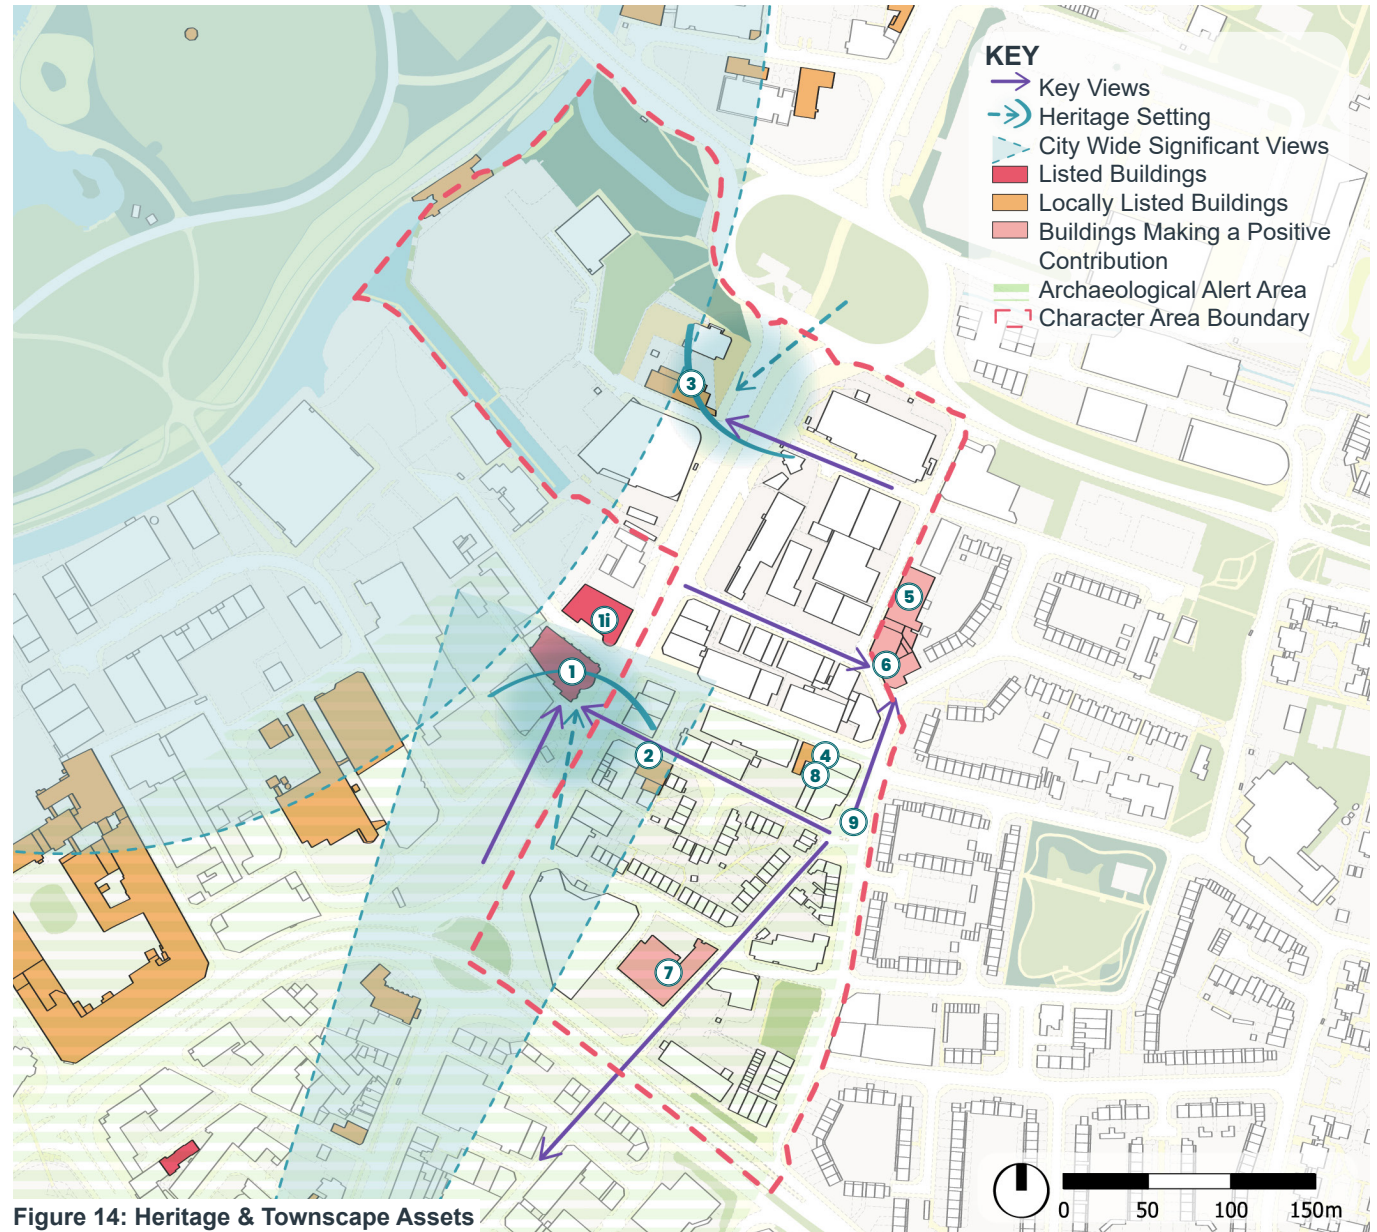 KEY
Key Views
Heritage Setting
City Wide Significant Views
Listed Buildings
Locally Listed Buildings
Buildings Making a Positive
Contribution
Archaeological Alert Area
Character Area Boundary
3
5
1i
6
1
2
4
8
9
7
0 50 100 150m
Figure 14: Heritage & Townscape Assets